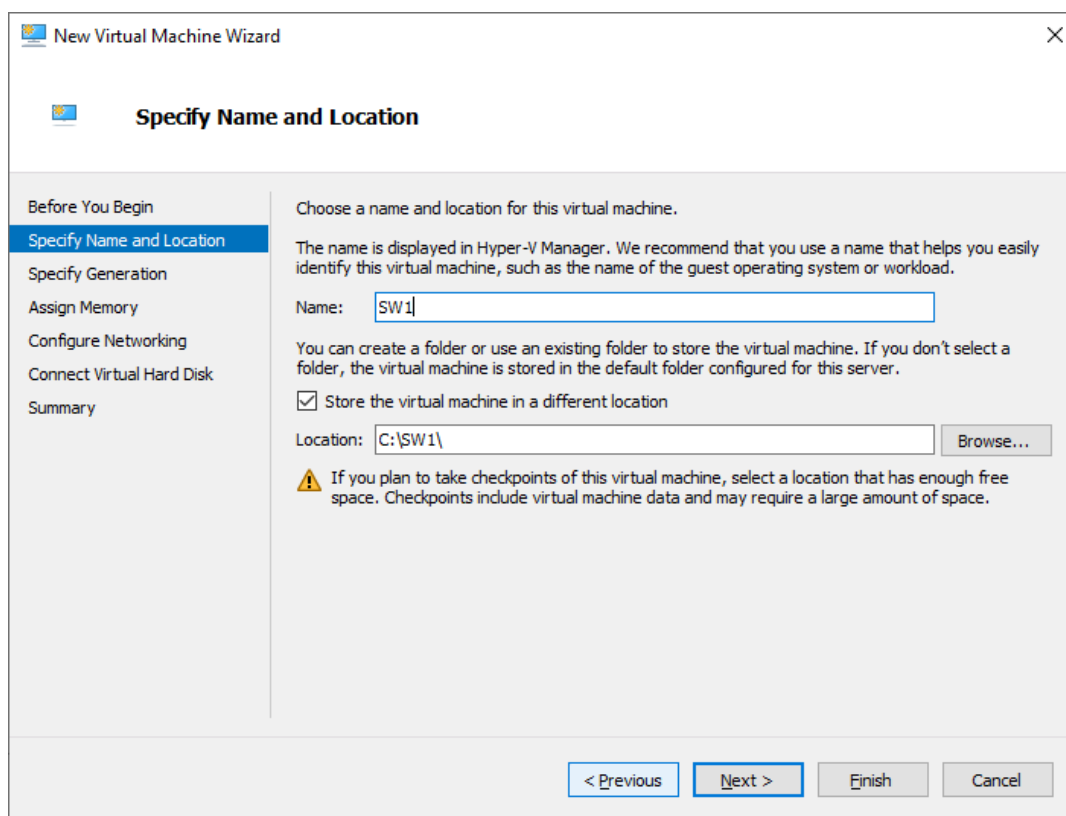 New Virtual Machine Wizard
Specify Name and Location
Before You Begin
Specify Name and Location
Specify Generation
Assign Memory
Configure Networking
Connect Virtual Hard Disk
Summary
Choose a name and location for this virtual machine.
The name is displayed in Hyper-V Manager. We recommend that you use a name that helps you easily
identify this virtual machine, such as the name of the guest operating system or workload.
Name: SW1
You can create a folder or use an existing folder to store the virtual machine. If you don't select a
folder, the virtual machine is stored in the default folder configured for this server.
Store the virtual machine in a different location
Location: C:\SW1\ Browse...
If you plan to take checkpoints of this virtual machine, select a location that has enough free
space. Checkpoints include virtual machine data and may require a large amount of space.
< Previous Next > Finish Cancel